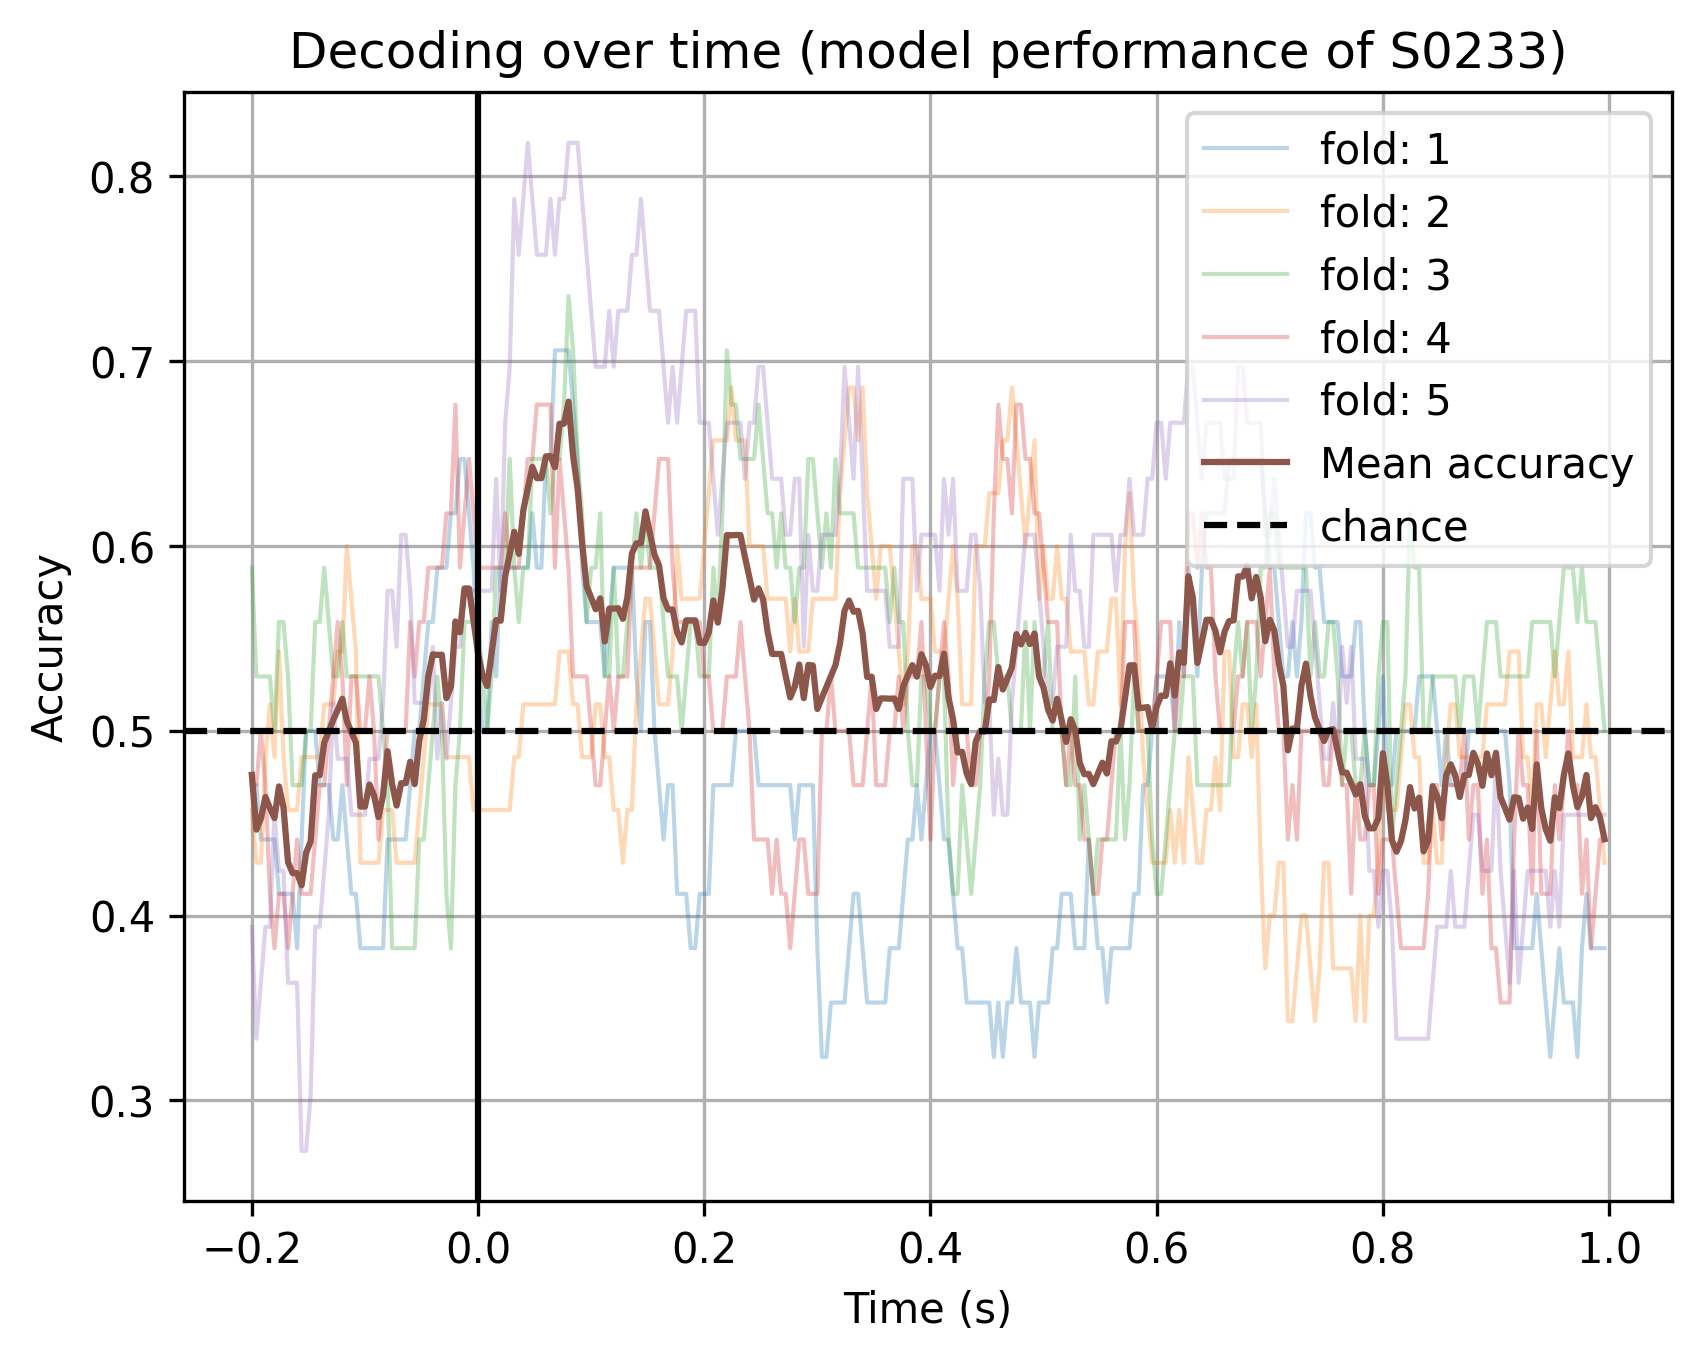 Decoding over time (model performance of S0233)
Accuracy
0.8
0.7
0.6
0.5
0.4
0.3
fold: 1
fold: 2
fold: 3
fold: 4
fold: 5
Mean accuracy
chance
−0.2 0.0 0.2 0.4 0.6 0.8 1.0
Time (s)